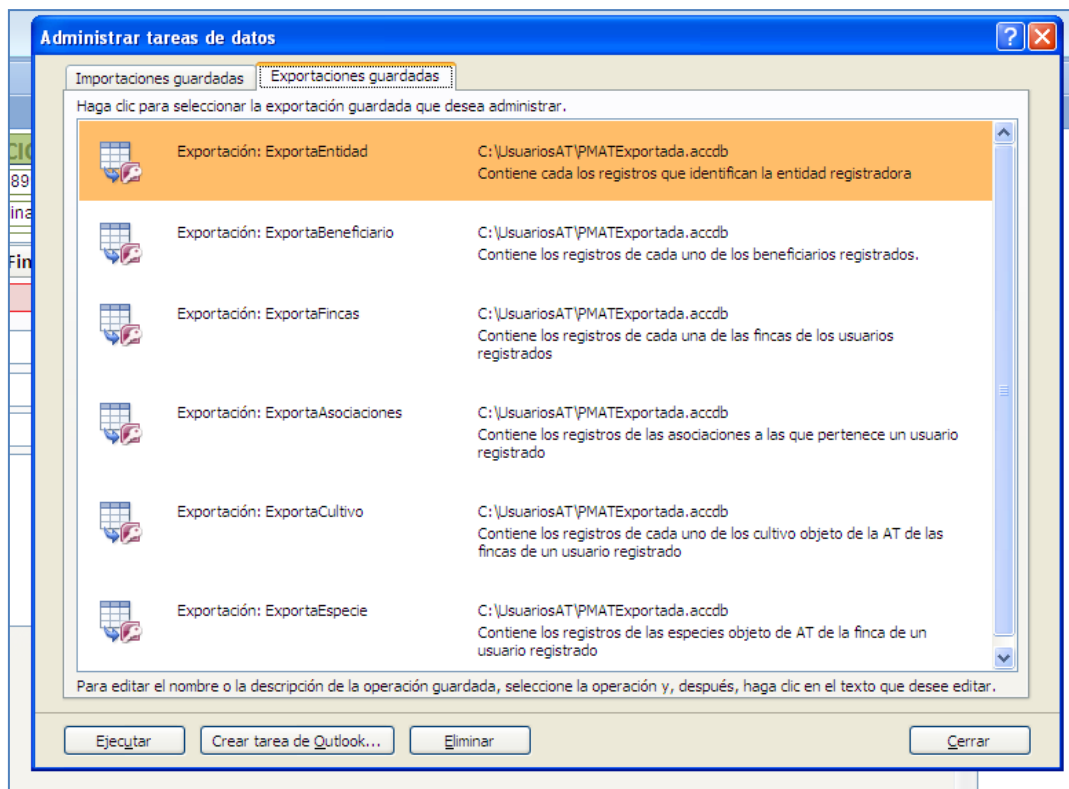 Administrar tareas de datos
Importaciones guardadas
Exportaciones guardadas
Haga clic para seleccionar la exportación guardada que desea administrar.
Exportación: ExportaEntidad
C:\UsuariosAT\PMATExportada.accdb
Contiene cada los registros que identifican la entidad registradora
Exportación: ExportaBeneficiario
C:\UsuariosAT\PMATExportada.accdb
Contiene los registros de cada uno de los beneficiarios registrados.
Exportación: ExportaFincas
C:\UsuariosAT\PMATExportada.accdb
Contiene los registros de cada una de las fincas de los usuarios
registrados
Exportación: ExportaAsociaciones
C:\UsuariosAT\PMATExportada.accdb
Contiene los registros de las asociaciones a las que pertenece un usuario
registrado
Exportación: ExportaCultivo
C:\UsuariosAT\PMATExportada.accdb
Contiene los registros de cada uno de los cultivo objeto de la AT de las
fincas de un usuario registrado
Exportación: ExportaEspecie
C:\UsuariosAT\PMATExportada.accdb
Contiene los registros de las especies objeto de AT de la finca de un
usuario registrado
Para editar el nombre o la descripción de la operación guardada, seleccione la operación y, después, haga clic en el texto que desee editar.
Ejecutar
Crear tarea de Outlook...
Eliminar
Cerrar
89
ina
Fin